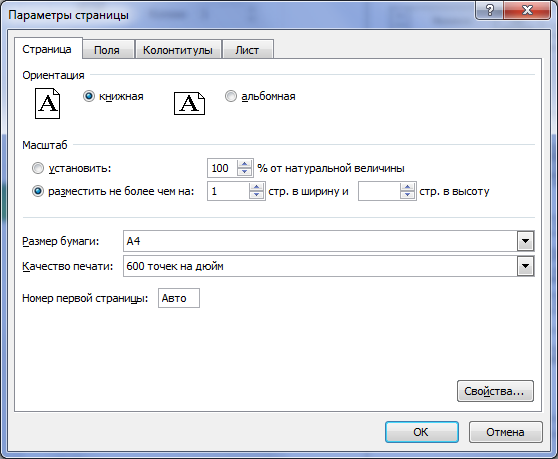 Параметры страницы
Страница Поля Колонтитулы Лист
Ориентация
A книжная A альбомная
Масштаб
установить: 100 % от натуральной величины
разместить не более чем на: 1 стр. в ширину и стр. в высоту
Размер бумаги: A4
Качество печати: 600 точек на дюйм
Номер первой страницы: Авто
Свойства...
ОК Отмена